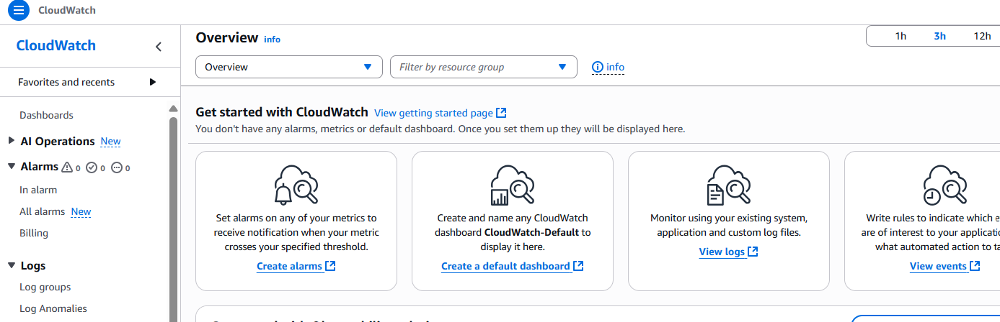 CloudWatch
CloudWatch
Favorites and recents
Dashboards
AI Operations New
Alarms 0 0 0
In alarm
All alarms New
Billing
Logs
Log groups
Log Anomalies
Overview info
1h 3h 12h
Overview
Filter by resource group
info
Get started with CloudWatch View getting started page
You don't have any alarms, metrics or default dashboard. Once you set them up they will be displayed here.
Set alarms on any of your metrics to
receive notification when your metric
crosses your specified threshold.
Create alarms
Create and name any CloudWatch
dashboard CloudWatch-Default to
display it here.
Create a default dashboard
Monitor using your existing system,
application and custom log files.
View logs
Write rules to indicate which
are of interest to your
what automated action to
View events